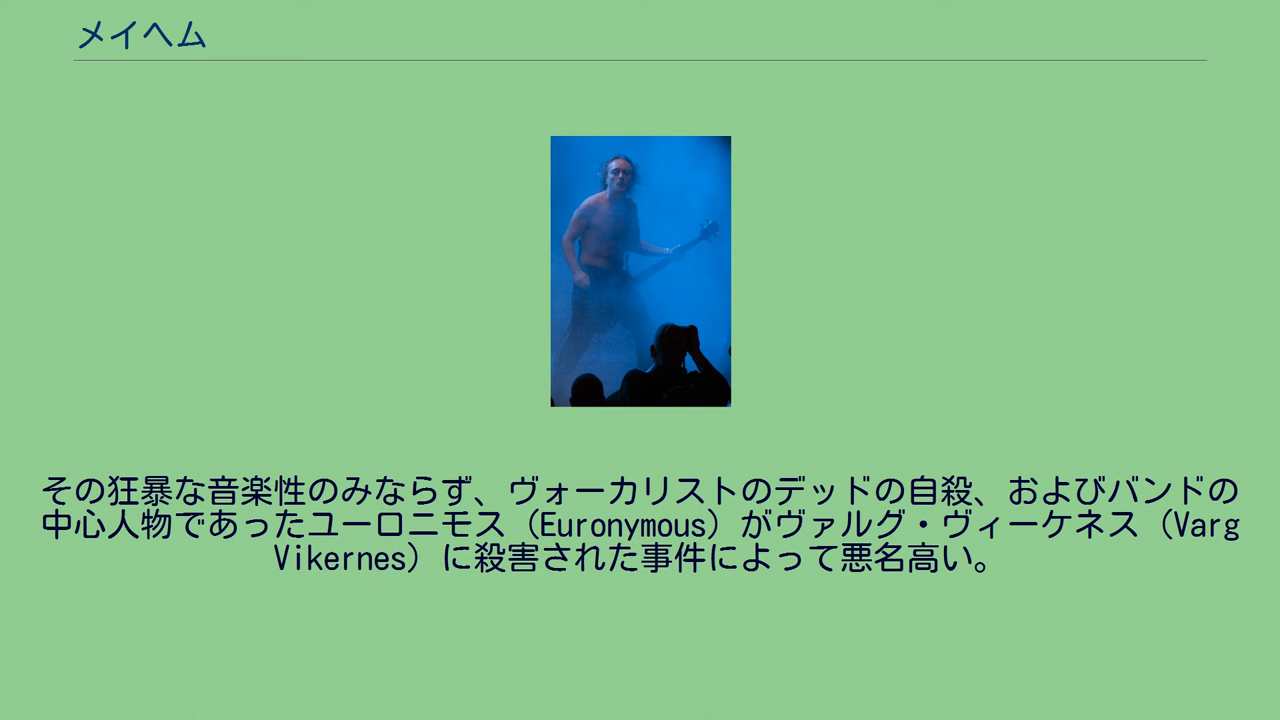 メイヘム
その狂暴な音楽性のみならず、ヴォーカリストのデッドの自殺、およびバンドの
中心人物であったユーロニモス（Euronymous）がヴァルグ・ヴィーケネス（Varg
Vikernes）に殺害された事件によって悪名高い。